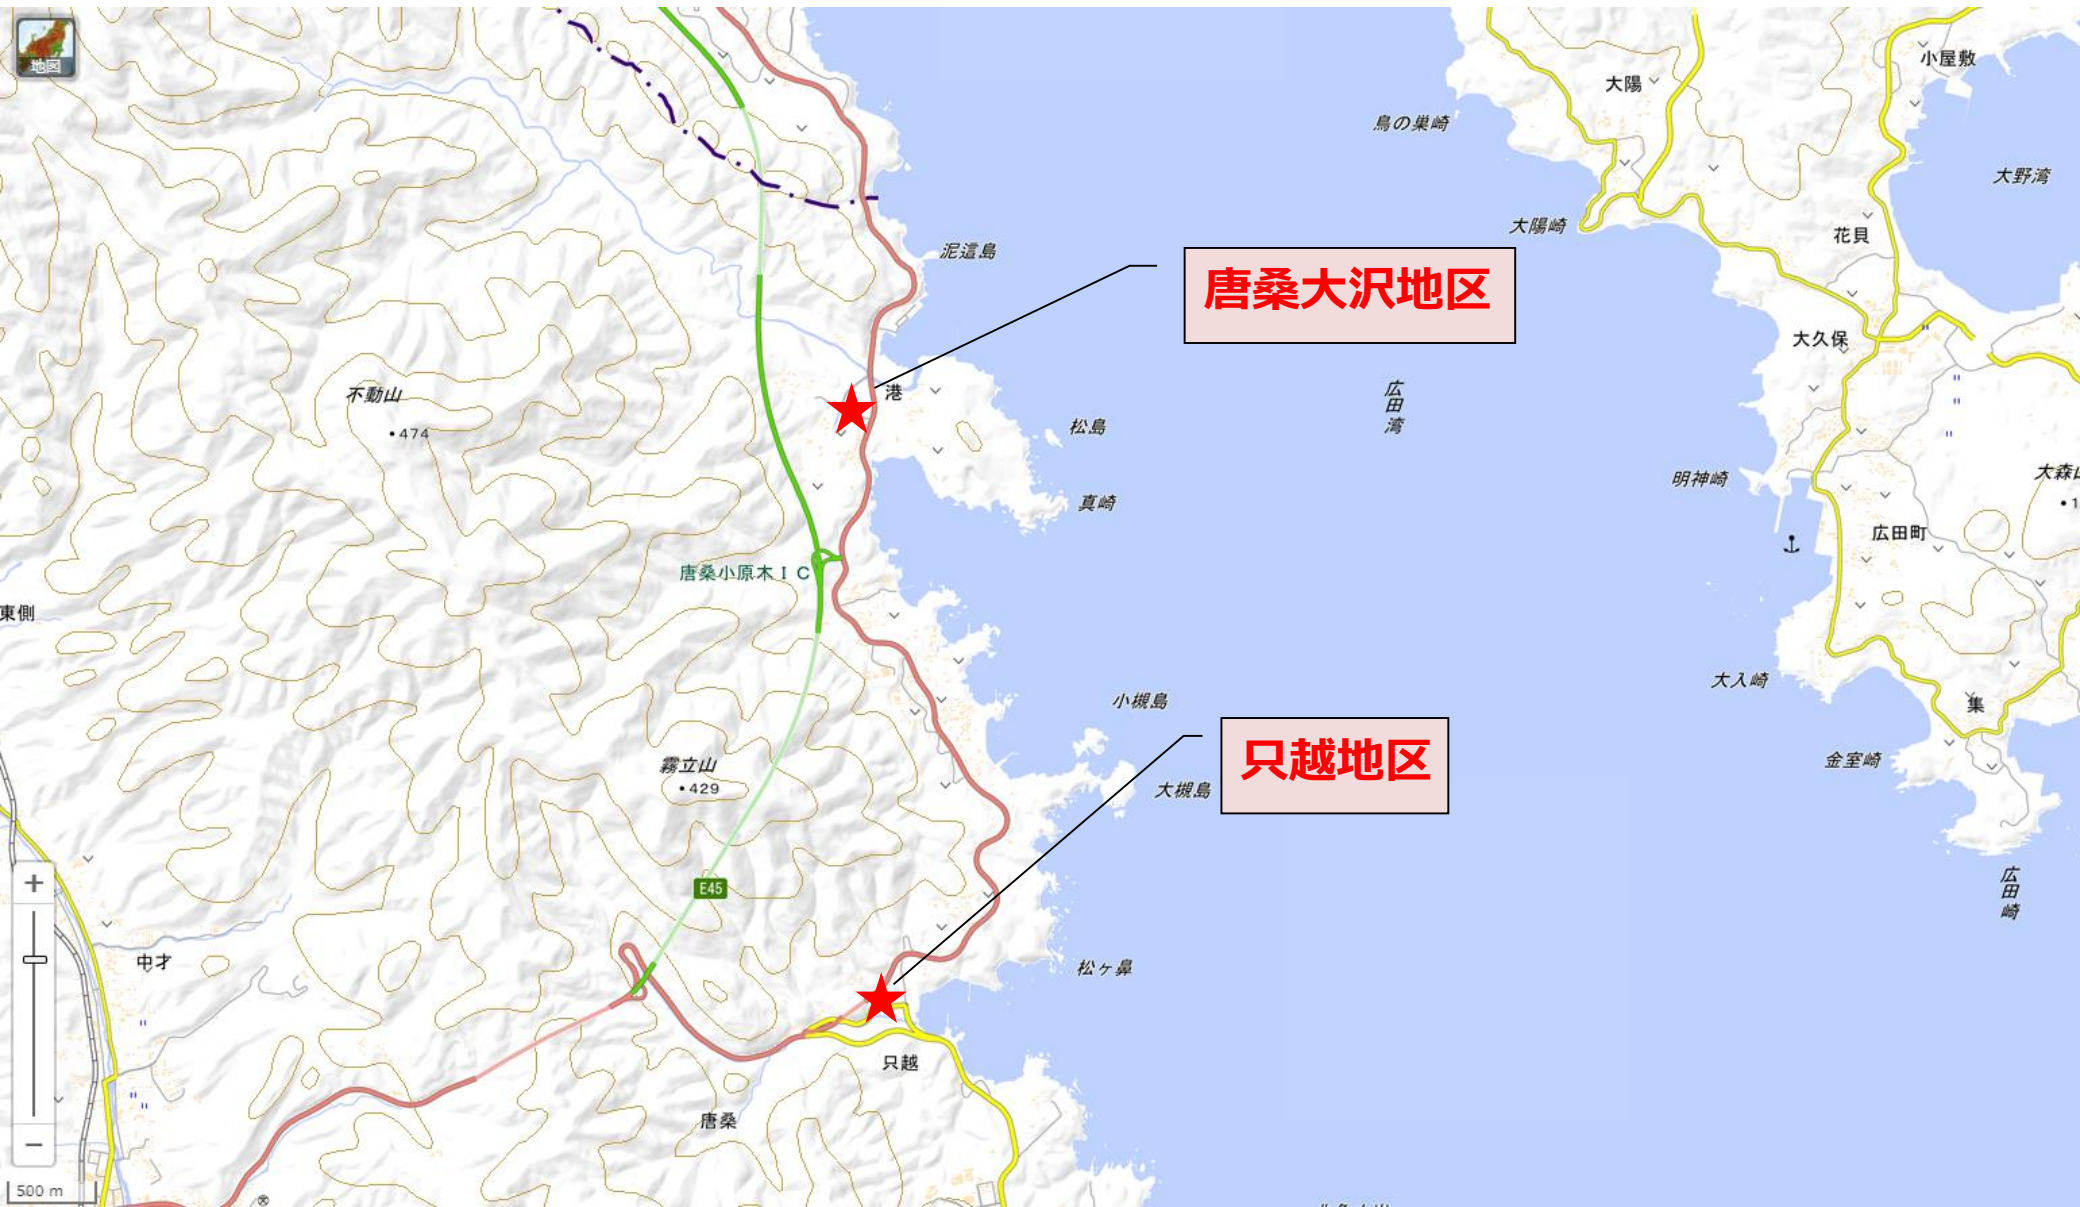 地図
小屋敷
大陽
鳥の巣崎
大野湾
大陽崎
花貝
泥這島
唐桑大沢地区
大久保
不動山
474
港
松島
広田湾
真崎
明神崎
大森山
広田町
唐桑小原木IC
東側
大入崎
小槻島
集
霧立山
429
只越地区
大槻島
金室崎
E45
広田崎
中才
松ヶ鼻
只越
唐桑
500 m